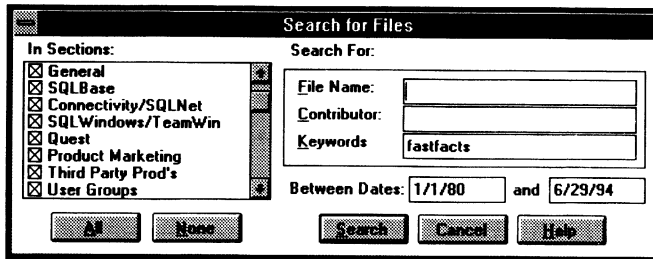 Search for Files
In Sections:
General
SQLBase
Connectivity/SQLNet
SQLWindows/TeamWin
Quest
Product Marketing
Third Party Prod's
User Groups
All
None
Search For:
File Name:
Contributor:
Keywords fastfacts
Between Dates: 1/1/80 and 6/29/94
Search
Cancel
Help